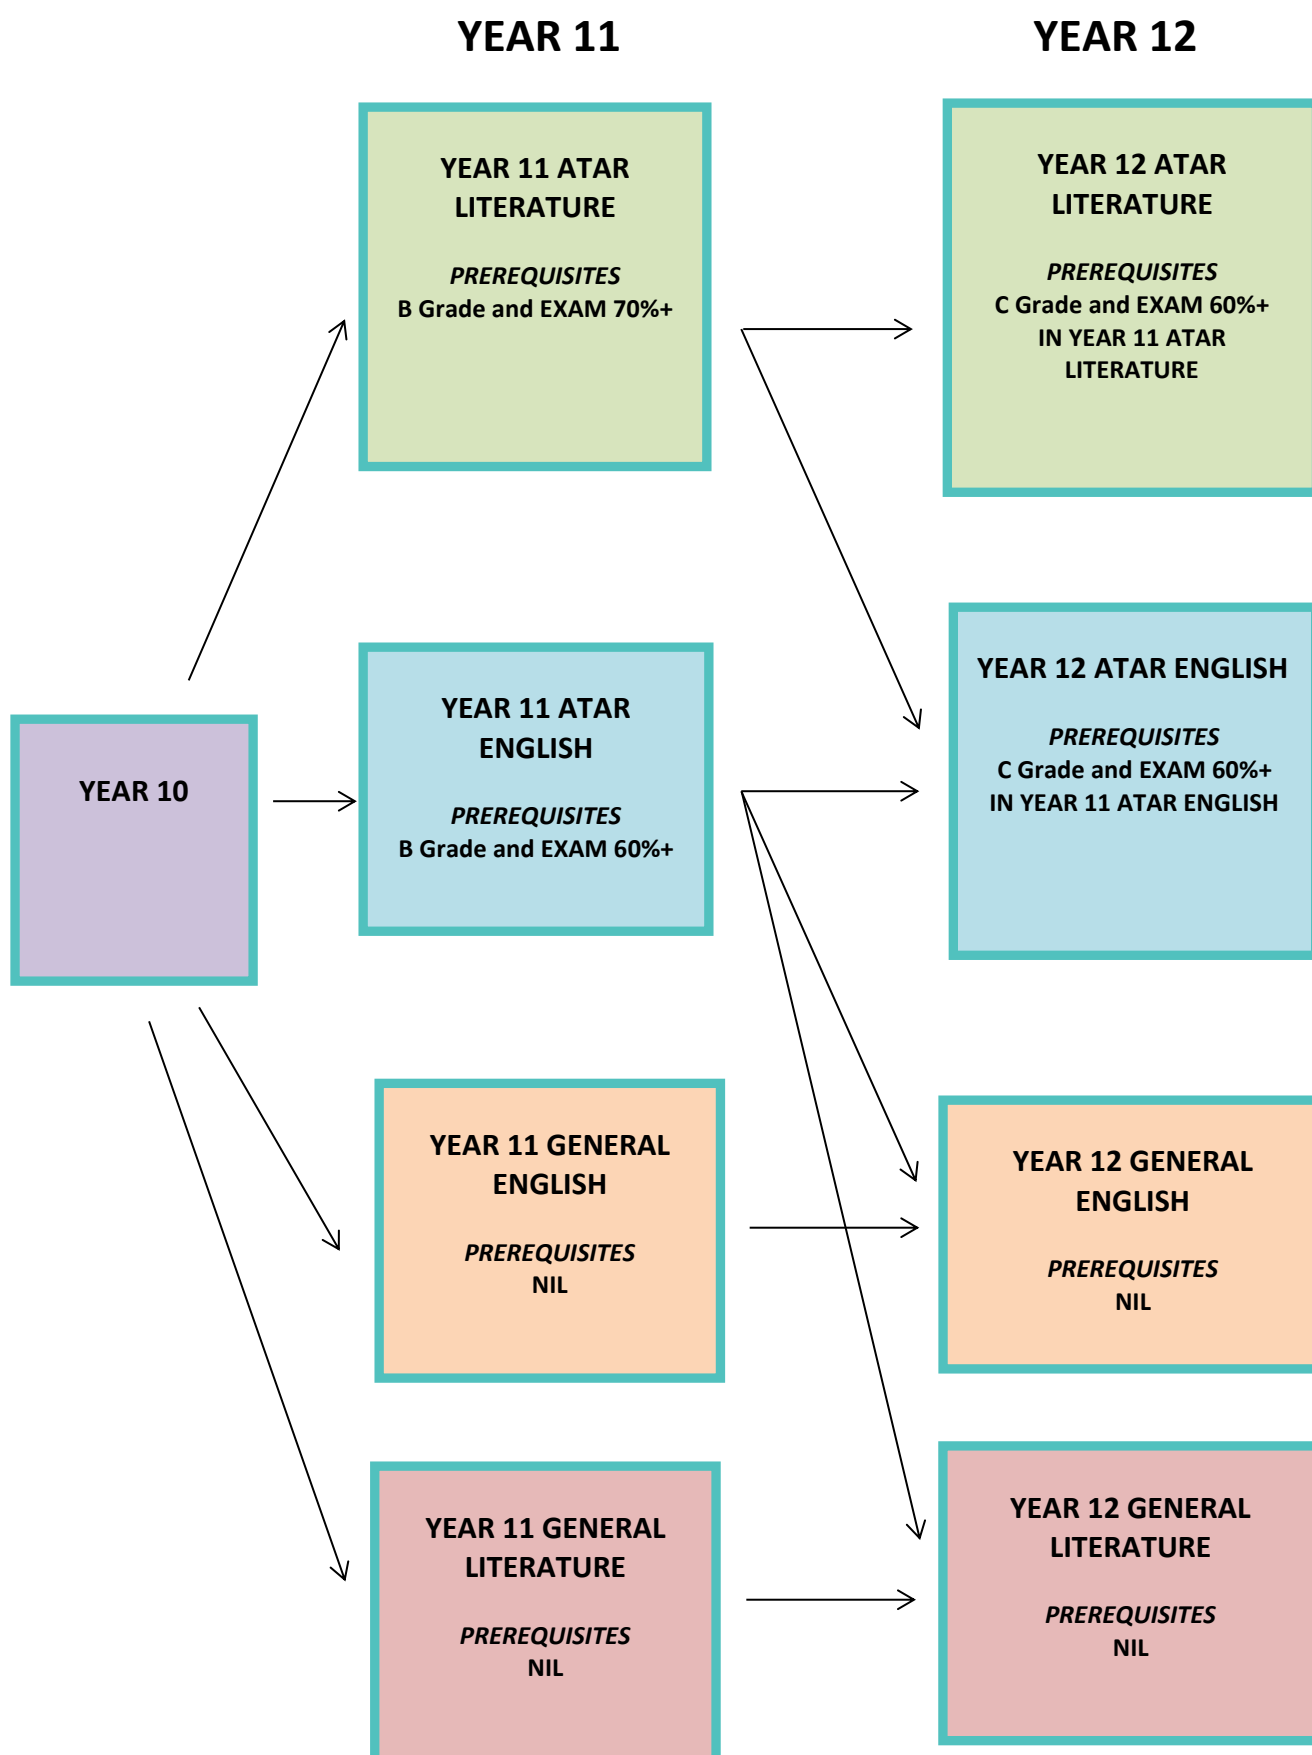 YEAR 11
YEAR 12
YEAR 11 ATAR
LITERATURE
PREREQUISITES
B Grade and EXAM 70%+
YEAR 12 ATAR
LITERATURE
PREREQUISITES
C Grade and EXAM 60%+
IN YEAR 11 ATAR
LITERATURE
YEAR 10
YEAR 11 ATAR
ENGLISH
PREREQUISITES
B Grade and EXAM 60%+
YEAR 12 ATAR ENGLISH
PREREQUISITES
C Grade and EXAM 60%+
IN YEAR 11 ATAR ENGLISH
YEAR 11 GENERAL
ENGLISH
PREREQUISITES
NIL
YEAR 12 GENERAL
ENGLISH
PREREQUISITES
NIL
YEAR 11 GENERAL
LITERATURE
PREREQUISITES
NIL
YEAR 12 GENERAL
LITERATURE
PREREQUISITES
NIL